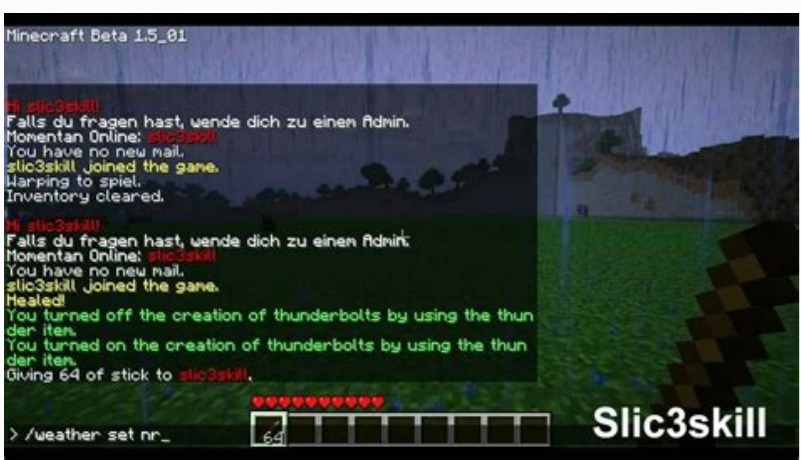 Minecraft Beta 1.5_01
Hi slic3skill!
Falls du fragen hast, wende dich zu einem Admin.
Momentan Online: slic3skill
You have no new mail.
slic3skill joined the game.
Warping to spiel.
Inventory cleared.
Hi slic3skill!
Falls du fragen hast, wende dich zu einem Admin.
Momentan Online: slic3skill
You have no new mail.
slic3skill joined the game.
Healed!
You turned off the creation of thunderbolts by using the thun
der item.
You turned on the creation of thunderbolts by using the thun
der item.
Giving 64 of stick to slic3skill.
64
> /weather set nr_
Slic3skill